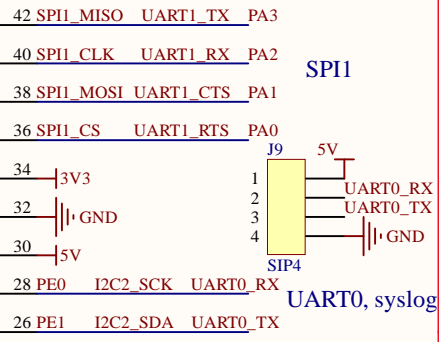 42 SPI1_MISO UART1_TX PA3
40 SPI1_CLK UART1_RX PA2
SPI1
38 SPI1_MOSI UART1_CTS PA1
36 SPI1_CS UART1_RTS PA0
J9 5V
34 3V3
1
2 UART0_RX
3 UART0_TX
4 GND
32 GND
30 5V
SIP4
28 PE0 I2C2_SCK UART0_RX
UART0, syslog
26 PE1 I2C2_SDA UART0_TX